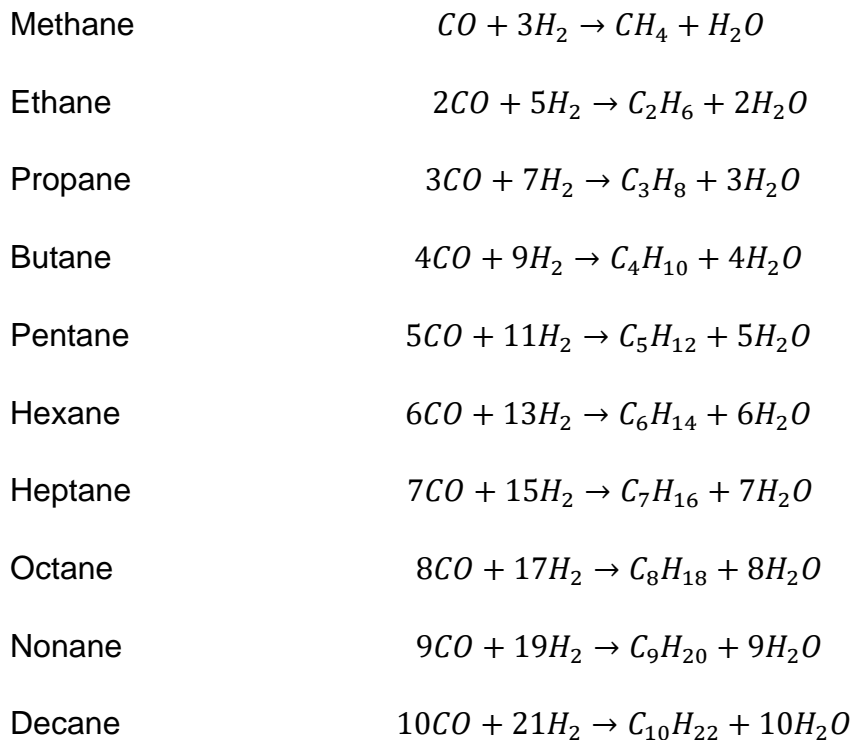 Methane CO + 3H₂ → CH₄ + H₂O
Ethane 2CO + 5H₂ → C₂H₆ + 2H₂O
Propane 3CO + 7H₂ → C₃H₈ + 3H₂O
Butane 4CO + 9H₂ → C₄H₁₀ + 4H₂O
Pentane 5CO + 11H₂ → C₅H₁₂ + 5H₂O
Hexane 6CO + 13H₂ → C₆H₁₄ + 6H₂O
Heptane 7CO + 15H₂ → C₇H₁₆ + 7H₂O
Octane 8CO + 17H₂ → C₈H₁₈ + 8H₂O
Nonane 9CO + 19H₂ → C₉H₂₀ + 9H₂O
Decane 10CO + 21H₂ → C₁₀H₂₂ + 10H₂O